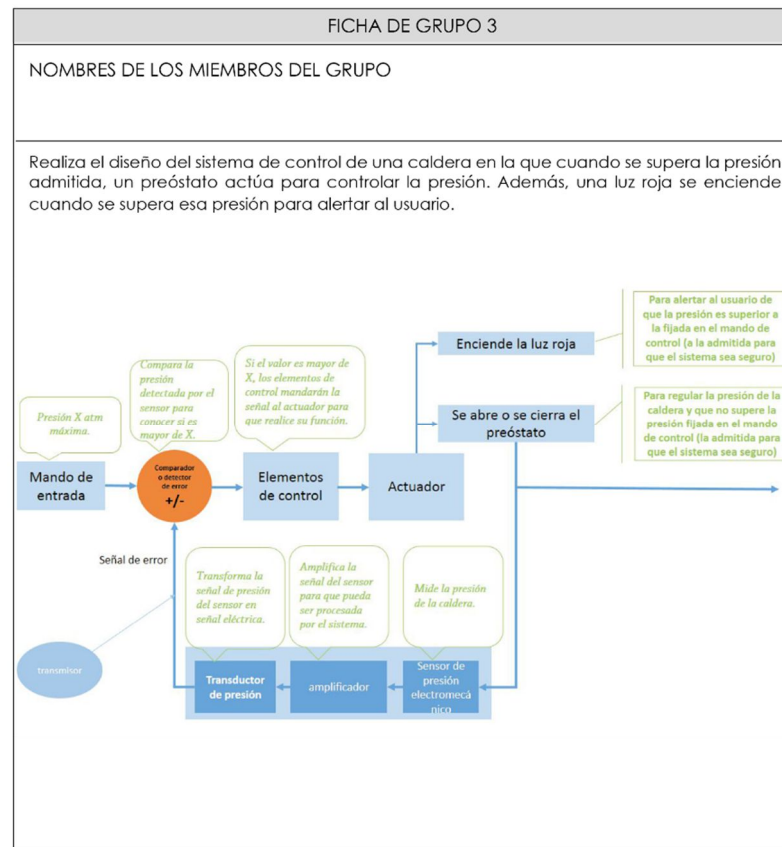 FICHA DE GRUPO 3
NOMBRES DE LOS MIEMBROS DEL GRUPO
Realiza el diseño del sistema de control de una caldera en la que cuando se supera la presión
admitida, un preóstato actúa para controlar la presión. Además, una luz roja se enciende
cuando se supera esa presión para alertar al usuario.
Para alertar al usuario de
que la presión es superior a
la fijada en el mando de
control (a la admitida para
que el sistema sea seguro)
Enciende la luz roja
Compara la
presión
detectada por el
sensor para
conocer si es
mayor de X.
Si el valor es mayor de
X, los elementos de
control mandarán la
señal al actuador para
que realice su función.
Presión X atm
máxima.
Se abre o se cierra el
preóstato
Para regular la presión de la
caldera y que no supere la
presión fijada en el mando
de control (la admitida para
que el sistema sea seguro)
Mando de
entrada
Comparador
o detector
de error
+/-
Elementos
de control
Actuador
Señal de error
Transforma la
señal de presión
del sensor en
señal eléctrica.
Amplifica la
señal del sensor
para que pueda
ser procesada
por el sistema.
Mide la presión
de la caldera.
transmisor
Transductor
de presión
amplificador
Sensor de
presión
electromecá
nico